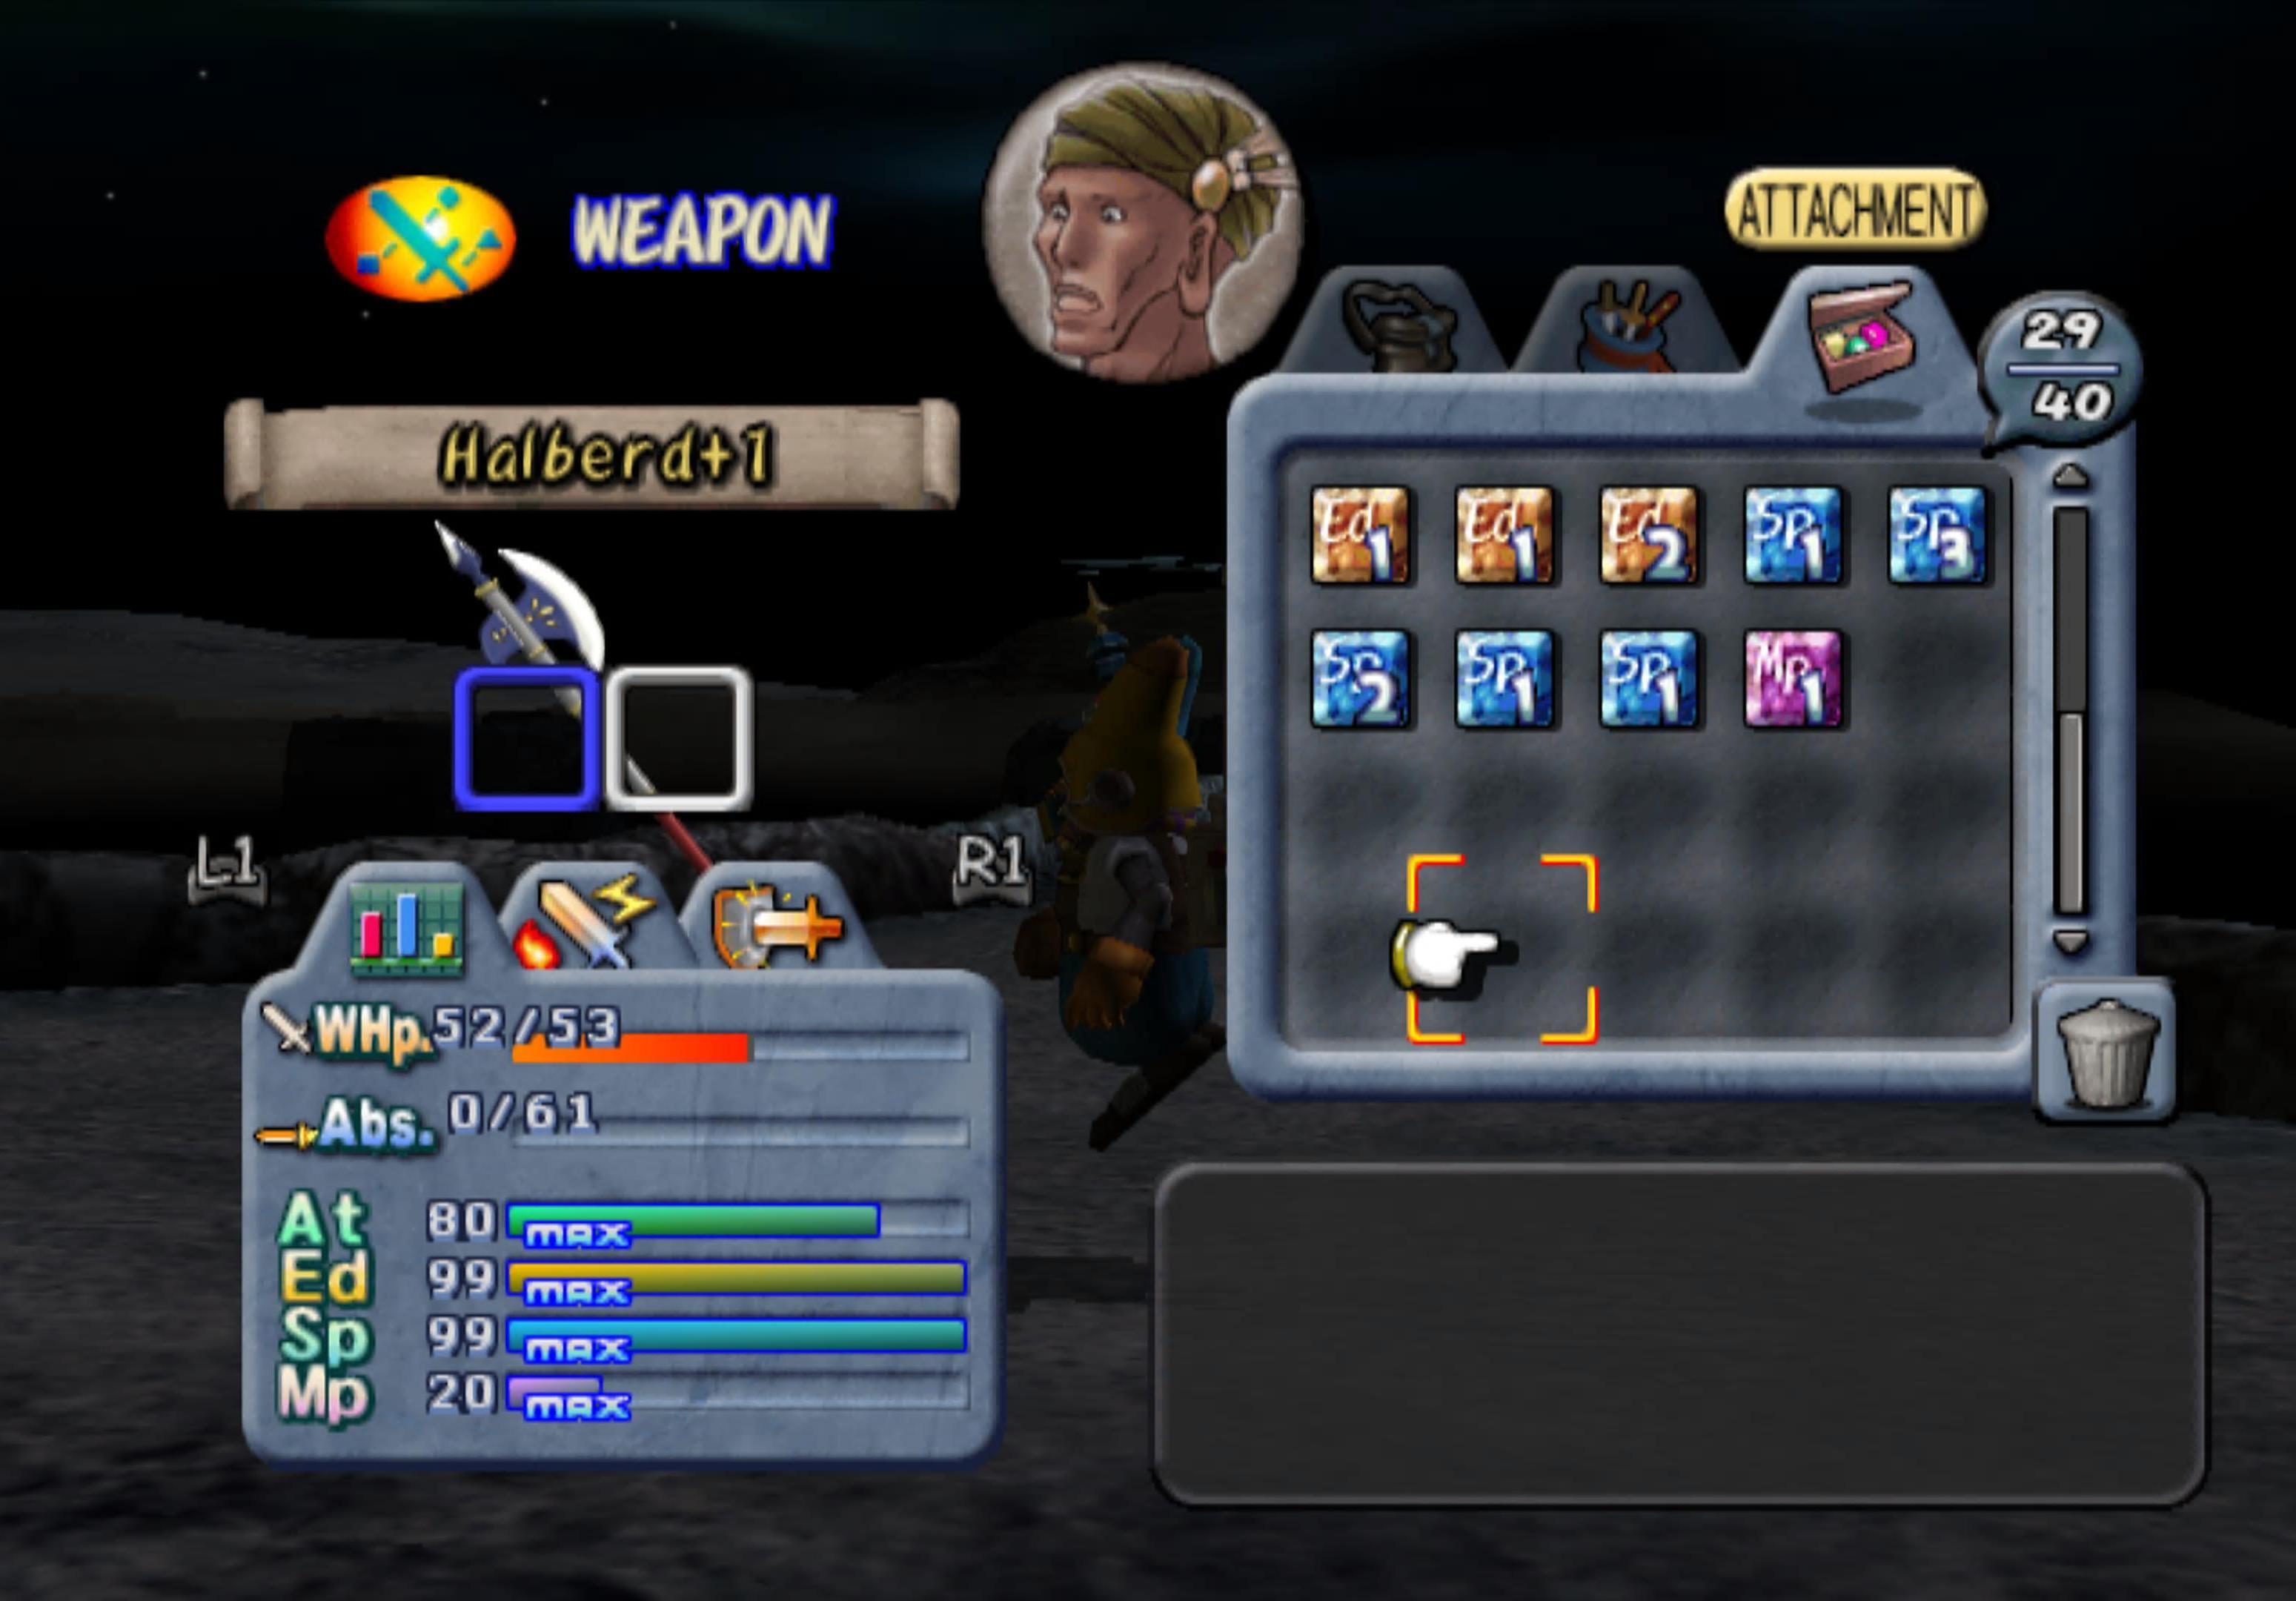 WEAPON
ATTACHMENT
29
40
Halberd+1
Ed 1 Ed 1 Ed 2 Sp 1 Sp 3
Sp 2 Sp 1 Sp 1 Mp 1
L1 R1
WHp. 52/53
Abs. 0/61
At 80 max
Ed 99 max
Sp 99 max
Mp 20 max